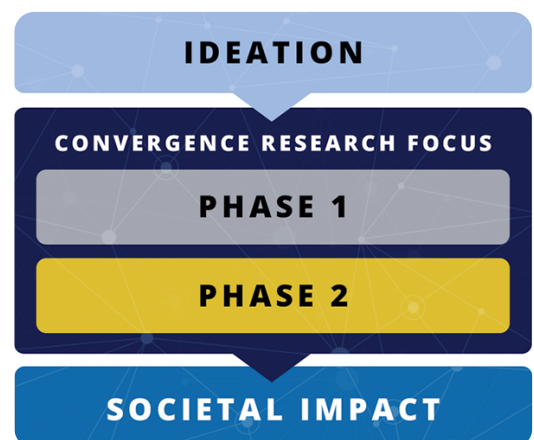 IDEATION
CONVERGENCE RESEARCH FOCUS
PHASE 1
PHASE 2
SOCIETAL IMPACT